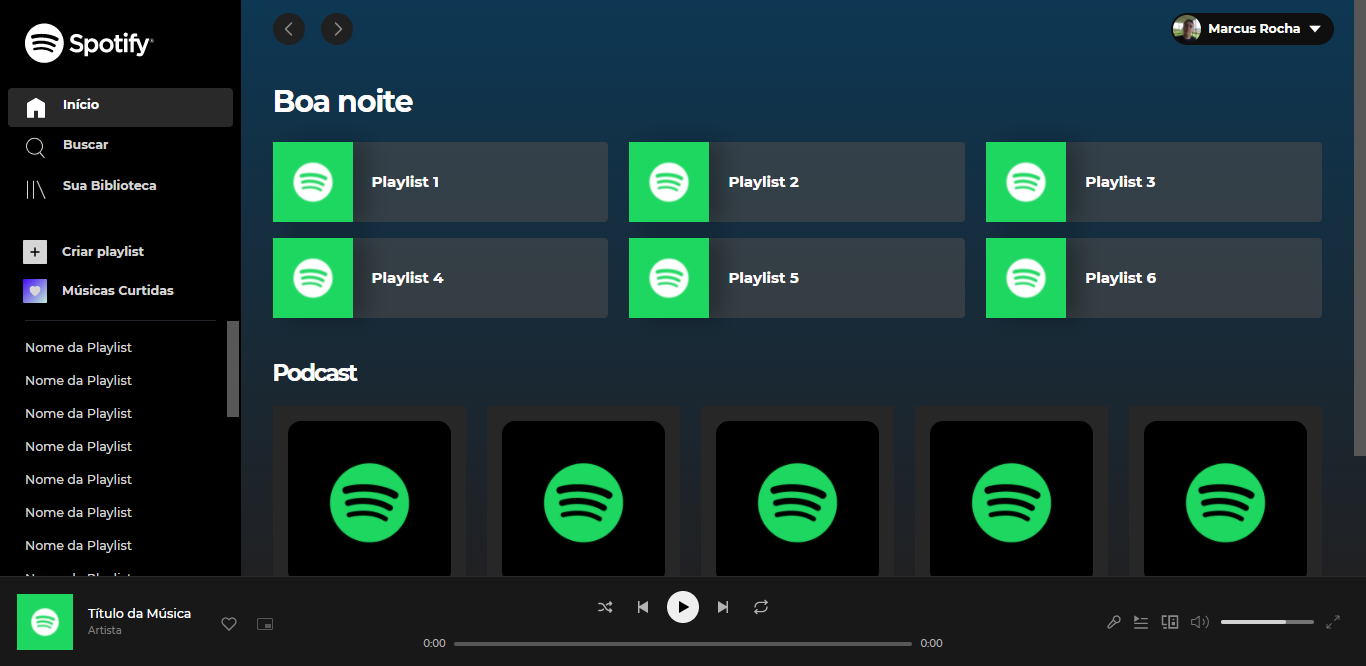 Spotify
Início
Buscar
Sua Biblioteca
Criar playlist
Músicas Curtidas
Nome da Playlist
Nome da Playlist
Nome da Playlist
Nome da Playlist
Nome da Playlist
Nome da Playlist
Nome da Playlist
Marcus Rocha
Boa noite
Playlist 1
Playlist 2
Playlist 3
Playlist 4
Playlist 5
Playlist 6
Podcast
Título da Música
Artista
0:00
0:00